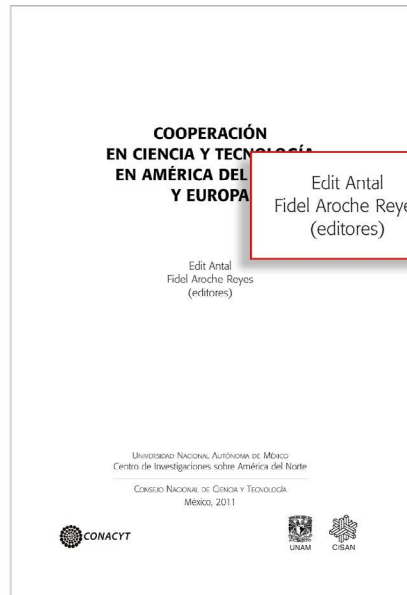 COOPERACIÓN
EN CIENCIA Y TECNOLOGÍA
EN AMÉRICA DEL
Y EUROPA
Edit Antal
Fidel Aroche Reye
(editores)
Edit Antal
Fidel Aroche Reyes
(editores)
UNIVERSIDAD NACIONAL AUTÓNOMA DE MÉXICO
Centro de Investigaciones sobre América del Norte
CONSEJO NACIONAL DE CIENCIA Y TECNOLOGÍA
México, 2011
CONACYT
UNAM
CISAN